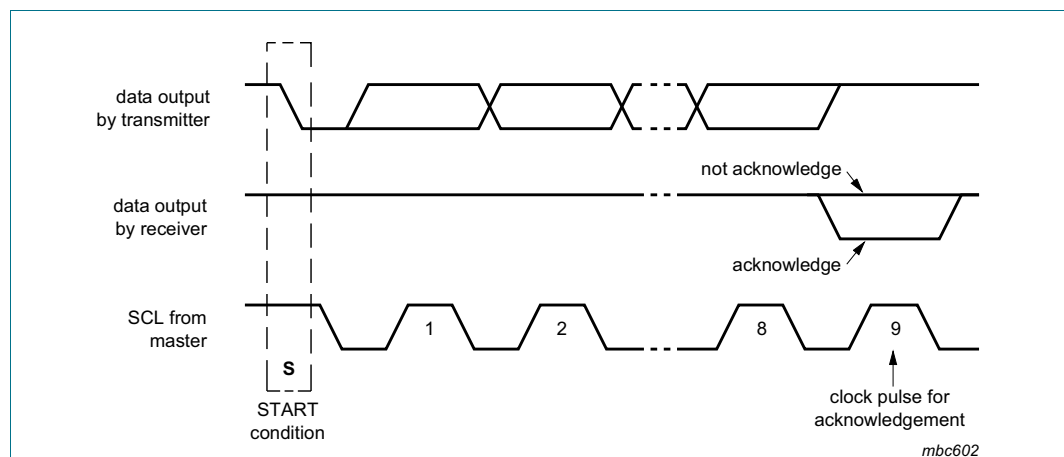 data output
by transmitter
not acknowledge
data output
by receiver
acknowledge
SCL from
master
1
2
8
9
S
START
condition
clock pulse for
acknowledgement
mbc602